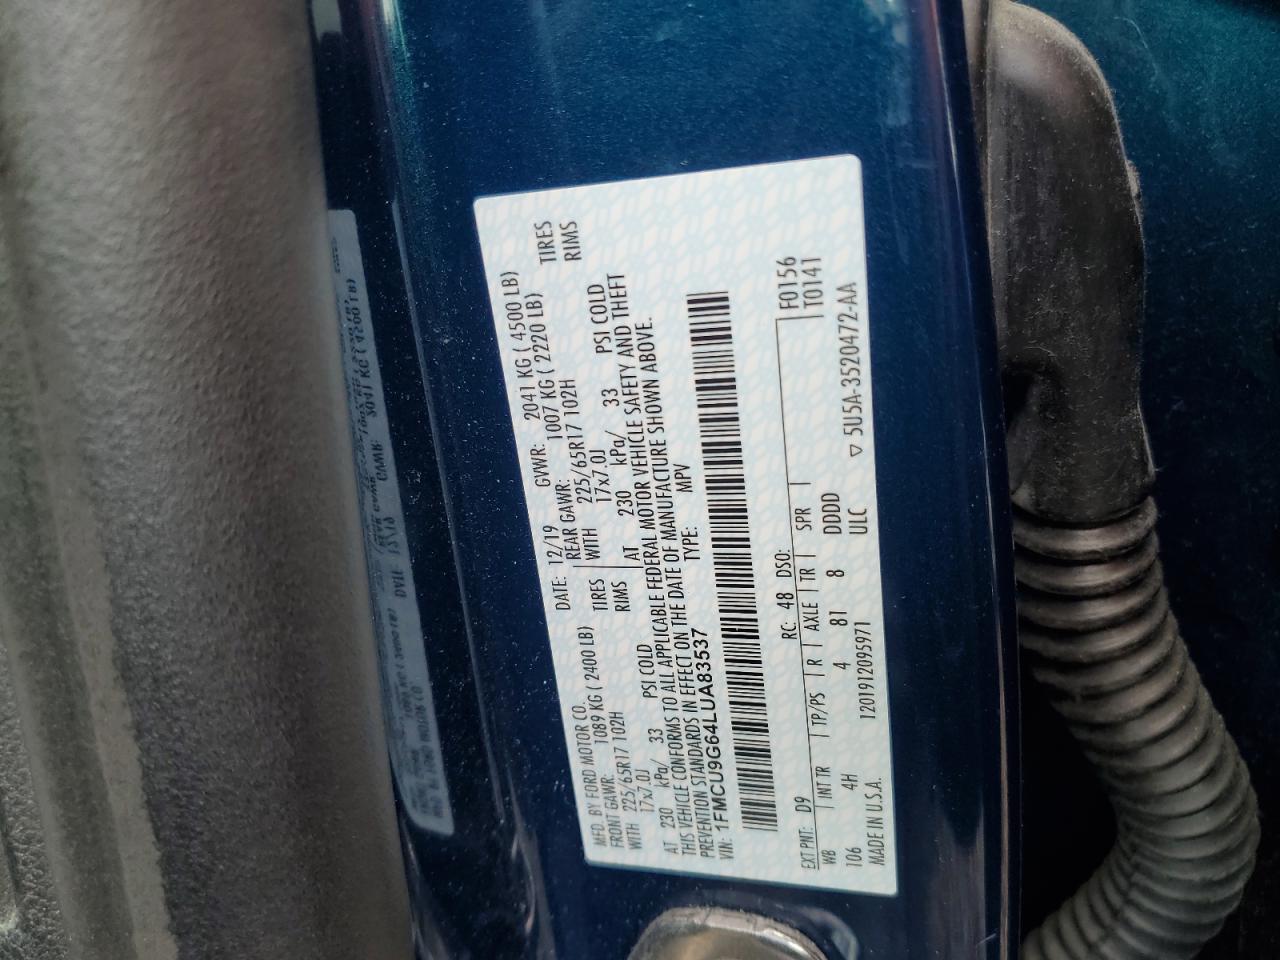 MFD. BY FORD MOTOR CO.
DATE: 12/19 GVWR: 2041 KG ( 4500 LB)
FRONT GAWR: 1089 KG ( 2400 LB) REAR GAWR: 1007 KG ( 2220 LB)
WITH 225/65R17 102H TIRES WITH 225/65R17 102H TIRES
17x7.0J RIMS 17x7.0J RIMS
AT 230 kPa/ 33 PSI COLD AT 230 kPa/ 33 PSI COLD
THIS VEHICLE CONFORMS TO ALL APPLICABLE FEDERAL MOTOR VEHICLE SAFETY AND THEFT
PREVENTION STANDARDS IN EFFECT ON THE DATE OF MANUFACTURE SHOWN ABOVE.
VIN: 1FMCU9G64LUA83537 TYPE: MPV
EXT PNT: D9 RC: 48 DSO: F0156
WB INT TR TP/PS R AXLE TR SPR T0141
106 4H 4 81 8 DDDD
MADE IN U.S.A. 1201912095971 ULC 5U5A-3520472-AA